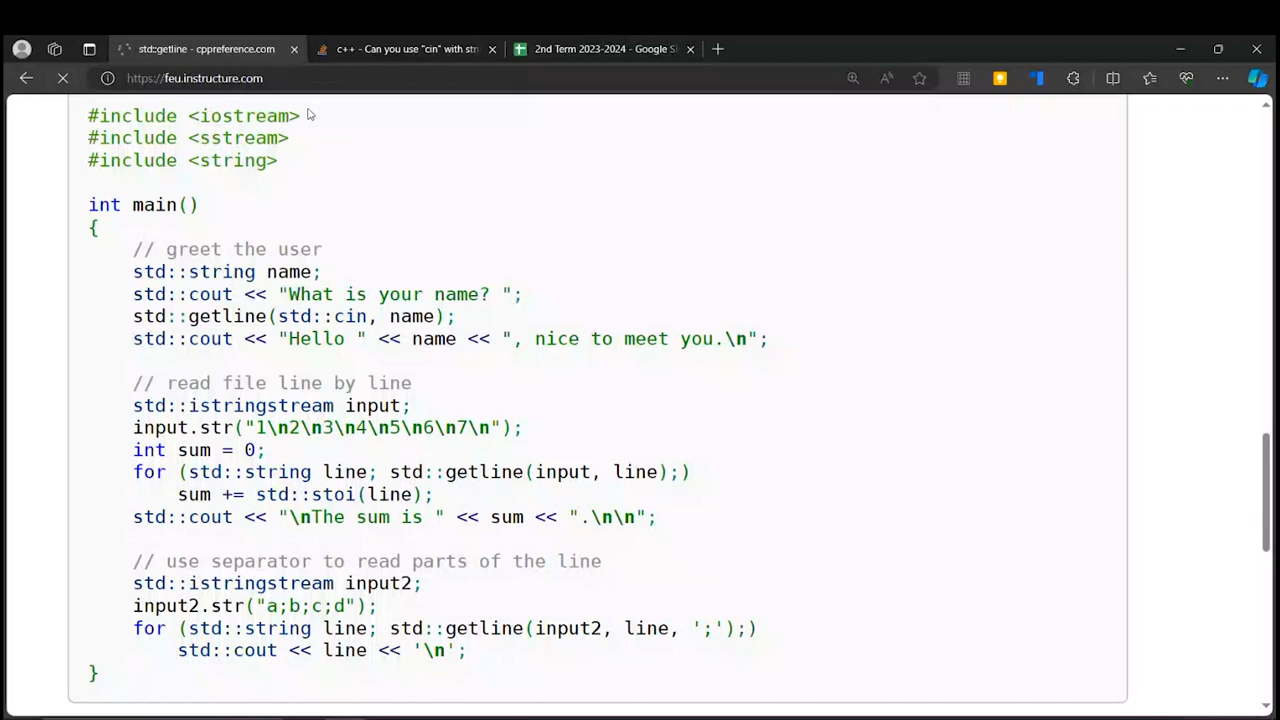 std::getline - cppreference.com
c++ - Can you use "cin" with stri
2nd Term 2023-2024 - Google S
https://feu.instructure.com
#include <iostream>
#include <sstream>
#include <string>
int main()
{
// greet the user
std::string name;
std::cout << "What is your name? ";
std::getline(std::cin, name);
std::cout << "Hello " << name << ", nice to meet you.\n";
// read file line by line
std::istringstream input;
input.str("1\n2\n3\n4\n5\n6\n7\n");
int sum = 0;
for (std::string line; std::getline(input, line);)
sum += std::stoi(line);
std::cout << "\nThe sum is " << sum << ".\n\n";
// use separator to read parts of the line
std::istringstream input2;
input2.str("a;b;c;d");
for (std::string line; std::getline(input2, line, ';');)
std::cout << line << '\n';
}